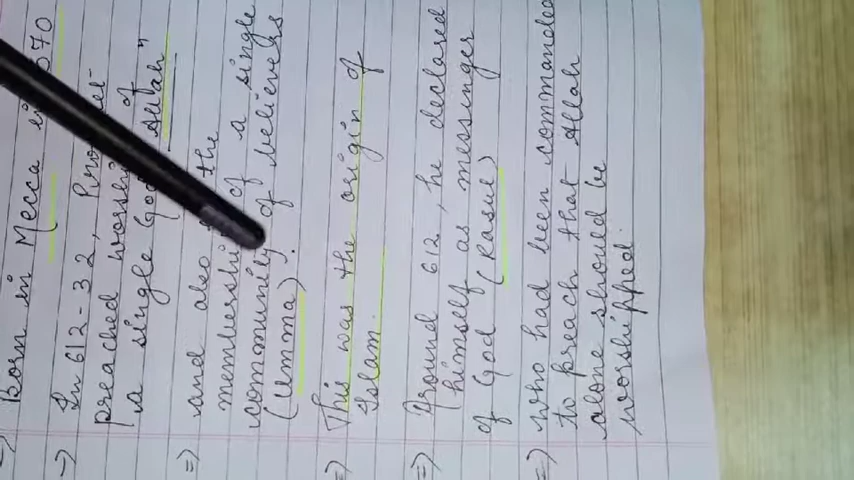 ⇒ Born in Mecca in 570
→ In 612-32,
preached worship of
a single God Allah"
⇒ and also the
membership of a single
community of believers
(Umma).
⇒ This was the origin of
Islam.
⇒ Around 612, he declared
himself as messinger
of God (Rasul)
⇒ who had been commanded
to preach that Allah
alone should be
worshipped.